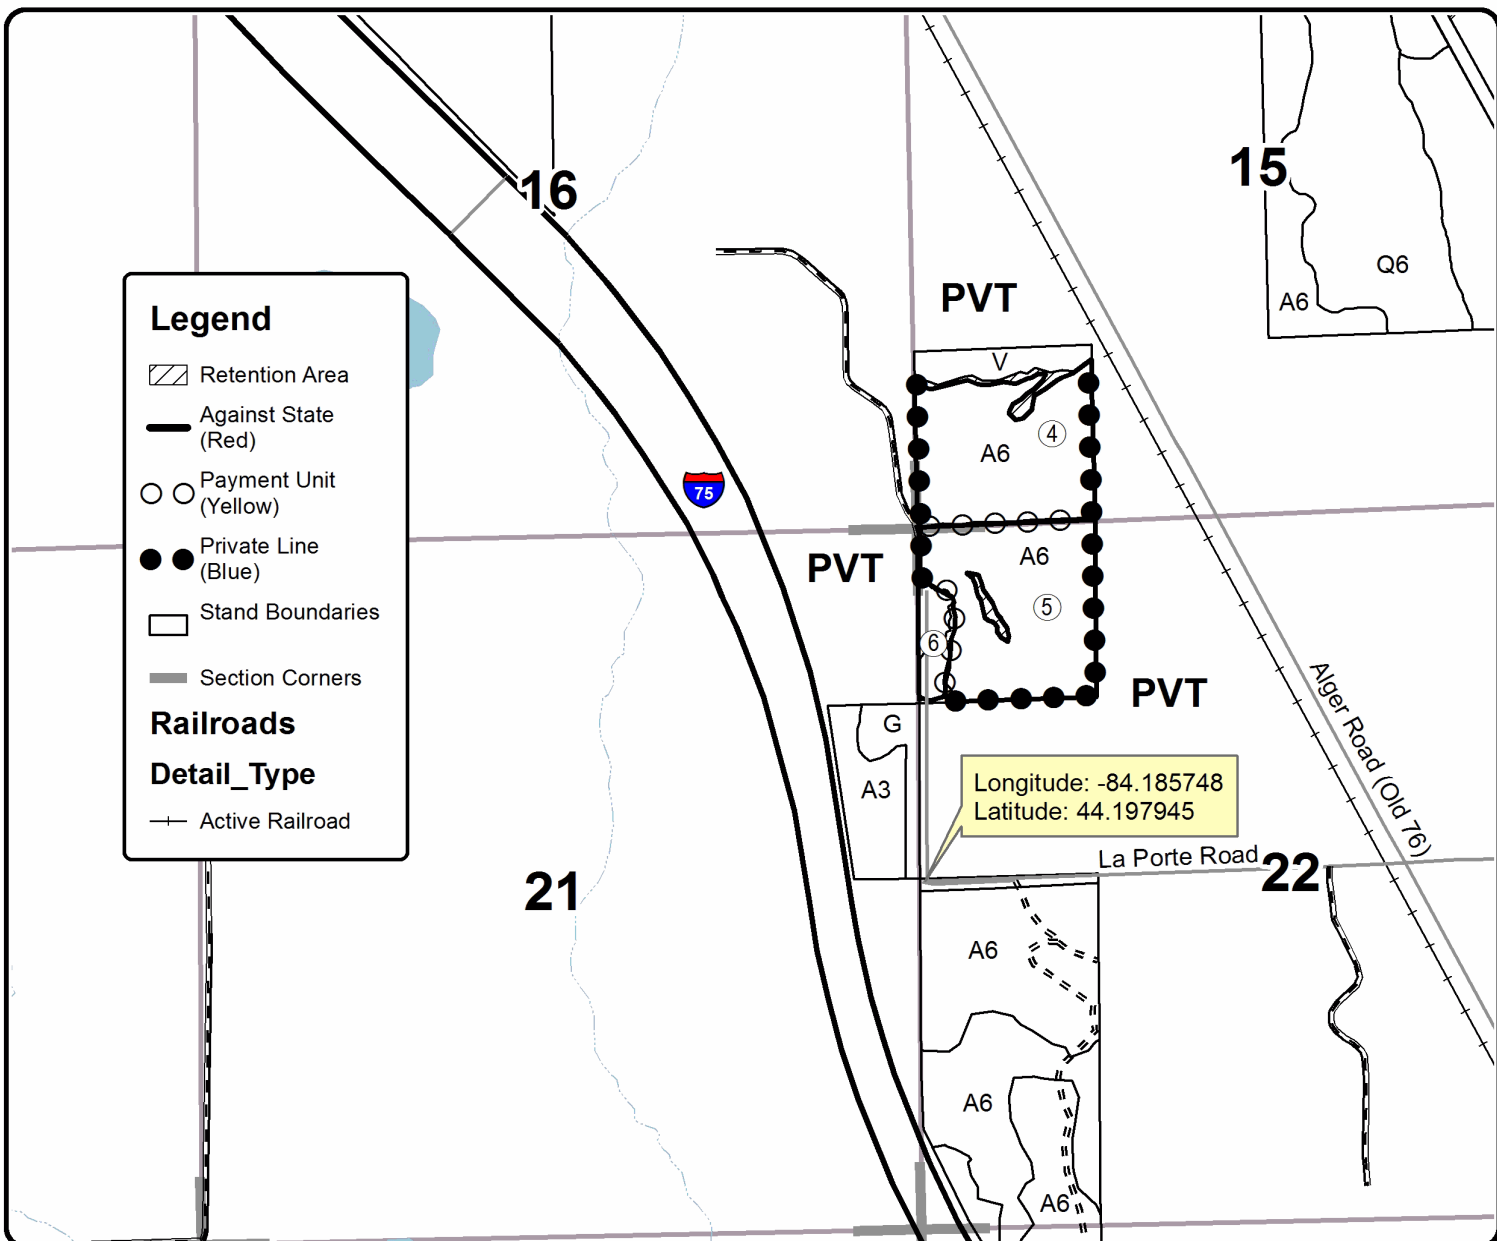 16
15
Q6
A6
PVT
V
4
A6
75
PVT
A6
5
6
PVT
G
A3
Longitude: -84.185748
Latitude: 44.197945
Alger Road (Old 76)
La Porte Road
22
21
A6
A6
A6
Legend
Retention Area
Against State
(Red)
Payment Unit
(Yellow)
Private Line
(Blue)
Stand Boundaries
Section Corners
Railroads
Detail_Type
Active Railroad